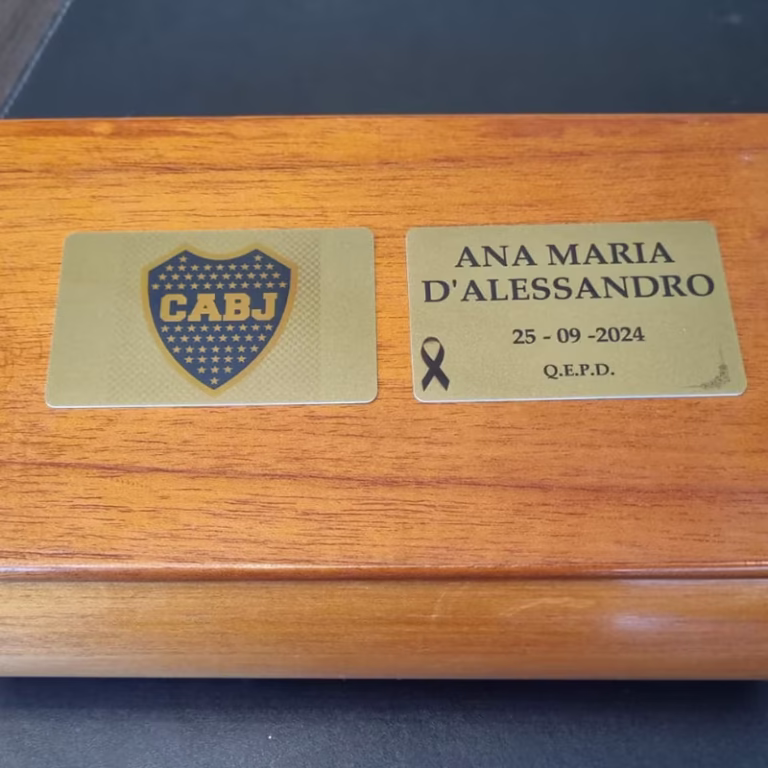 CABJ
ANA MARIA
D'ALESSANDRO
25 - 09 -2024
Q.E.P.D.